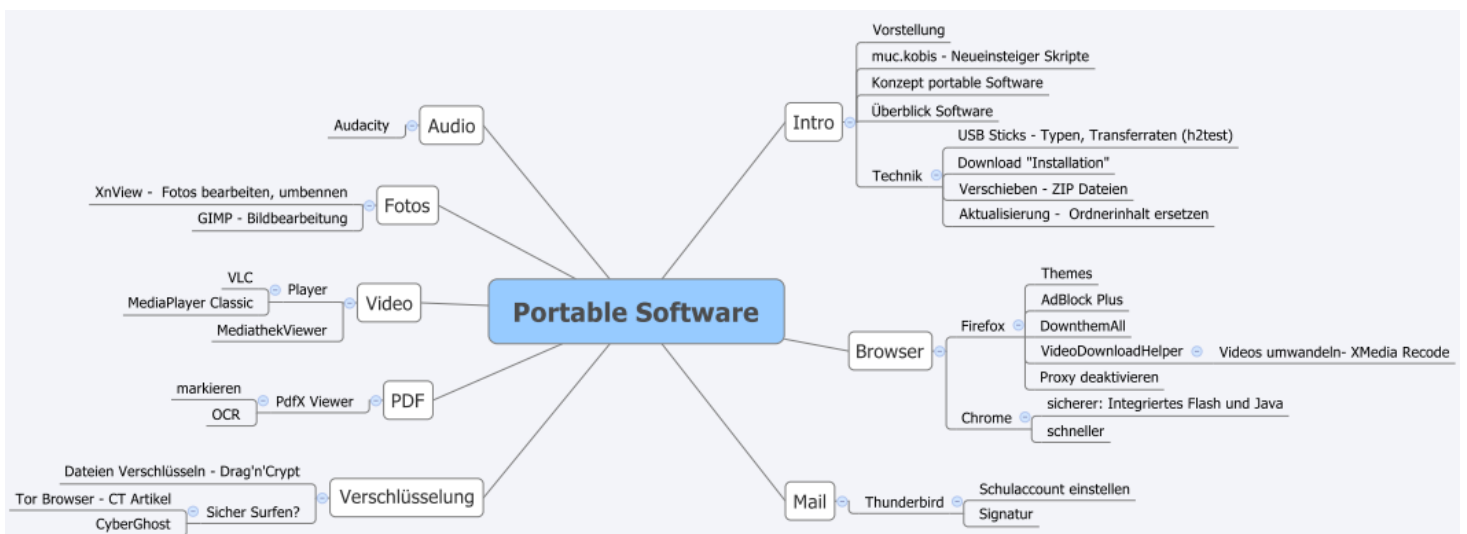 Portable Software
Intro
Vorstellung
muc.kobis - Neueinsteiger Skripte
Konzept portable Software
Überblick Software
Technik
USB Sticks - Typen, Transferraten (h2test)
Download "Installation"
Verschieben - ZIP Dateien
Aktualisierung - Ordnerinhalt ersetzen
Browser
Firefox
Themes
AdBlock Plus
DownthemAll
VideoDownloadHelper
Videos umwandeln- XMedia Recode
Proxy deaktivieren
Chrome
sicherer: Integriertes Flash und Java
schneller
Mail
Thunderbird
Schulaccount einstellen
Signatur
Audio
Audacity
Fotos
XnView - Fotos bearbeiten, umbennen
GIMP - Bildbearbeitung
Video
Player
VLC
MediaPlayer Classic
MediathekViewer
PDF
PdfX Viewer
markieren
OCR
Verschlüsselung
Dateien Verschlüsseln - Drag'n'Crypt
Sicher Surfen?
Tor Browser - CT Artikel
CyberGhost